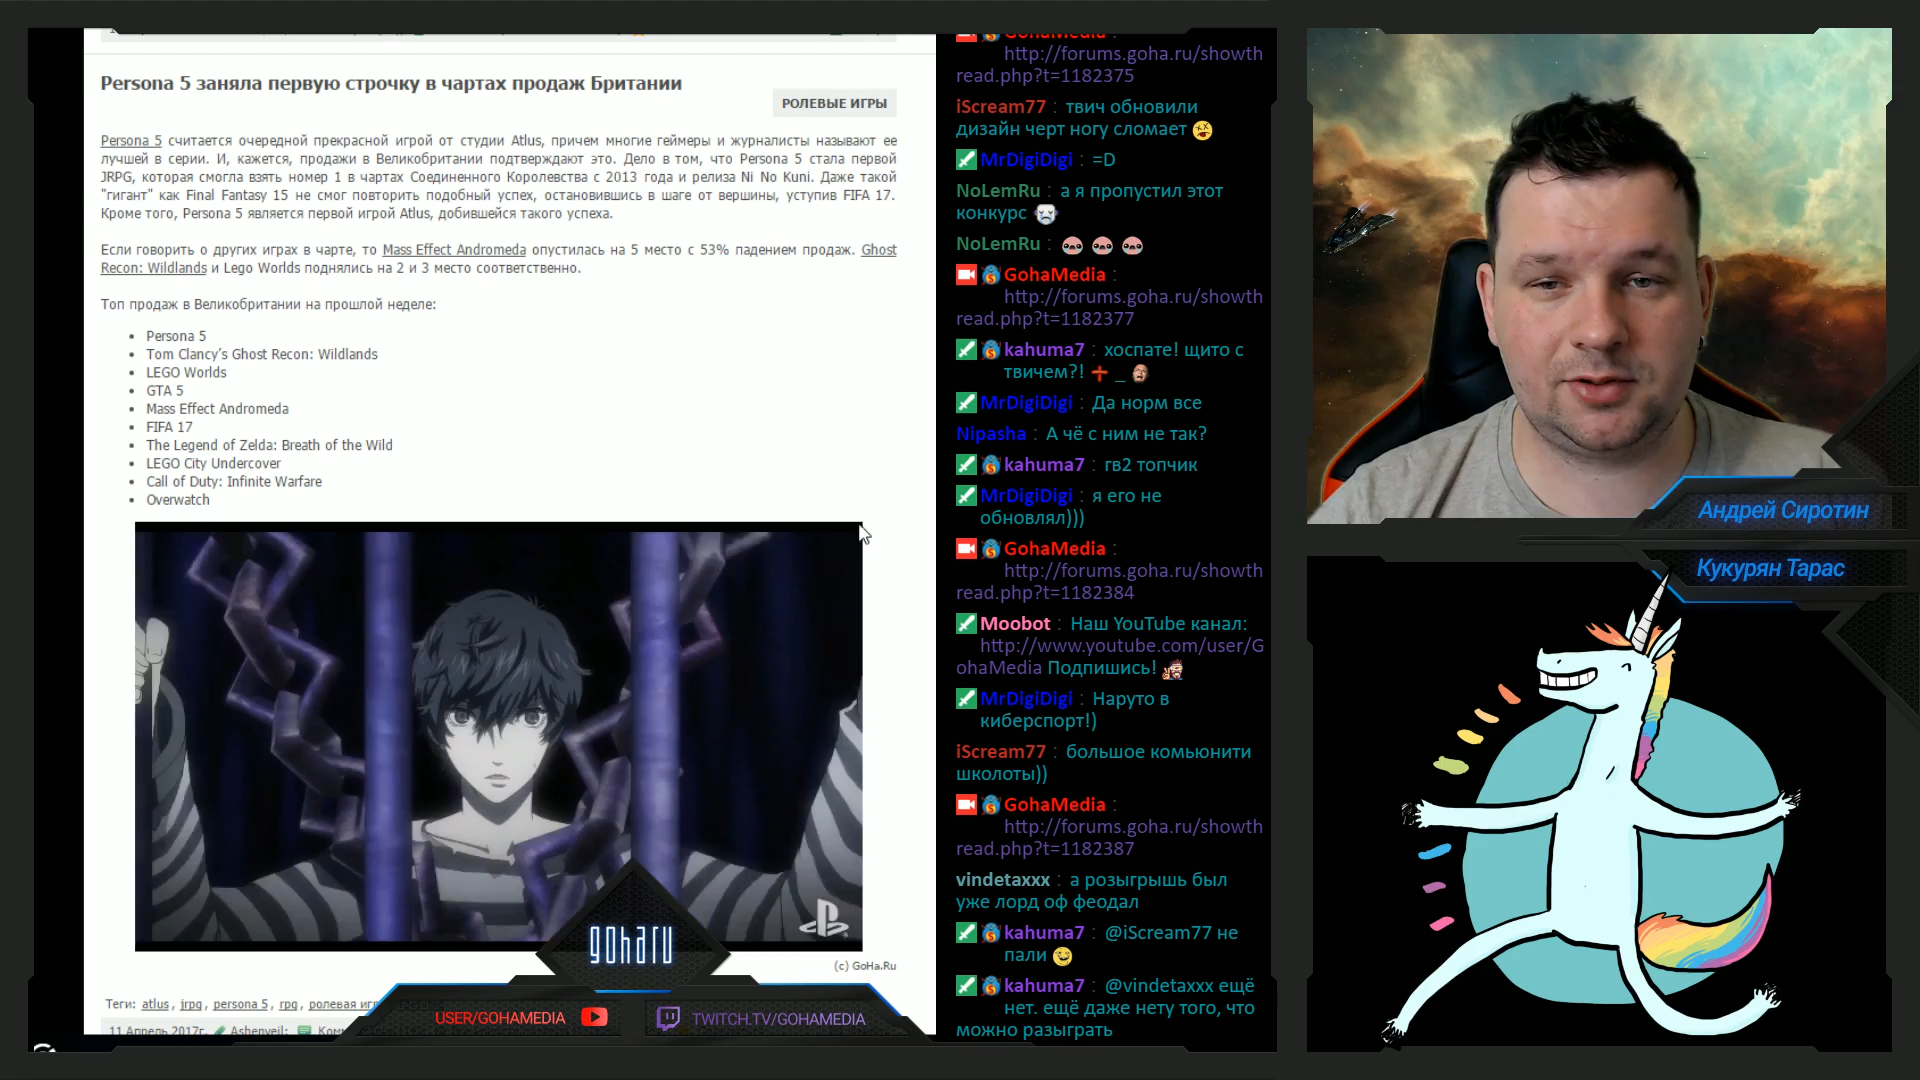 Persona 5 заняла первую строчку в чартах продаж Британии
РОЛЕВЫЕ ИГРЫ
Persona 5 считается очередной прекрасной игрой от студии Atlus, причем многие геймеры и журналисты называют ее
лучшей в серии. И, кажется, продажи в Великобритании подтверждают это. Дело в том, что Persona 5 стала первой
JRPG, которая смогла взять номер 1 в чартах Соединенного Королевства с 2013 года и релиза Ni No Kuni. Даже такой
"гигант" как Final Fantasy 15 не смог повторить подобный успех, остановившись в шаге от вершины, уступив FIFA 17.
Кроме того, Persona 5 является первой игрой Atlus, добившейся такого успеха.
Если говорить о других играх в чарте, то Mass Effect Andromeda опустилась на 5 место с 53% падением продаж. Ghost
Recon: Wildlands и Lego Worlds поднялись на 2 и 3 место соответственно.
Топ продаж в Великобритании на прошлой неделе:
Persona 5
Tom Clancy's Ghost Recon: Wildlands
LEGO Worlds
GTA 5
Mass Effect Andromeda
FIFA 17
The Legend of Zelda: Breath of the Wild
LEGO City Undercover
Call of Duty: Infinite Warfare
Overwatch
(c) GoHa.Ru
Теги: atlus, jrpg, persona 5, rpg, ролевая
11 Апрель 2017г. Ashenveil:
goharu
USER/GOHAMEDIA
TWITCH.TV/GOHAMEDIA
GohaMedia :
http://forums.goha.ru/showth
read.php?t=1182375
iScream77 : твич обновили
дизайн черт ногу сломает
MrDigiDigi : =D
NoLemRu : а я пропустил этот
конкурс
NoLemRu :
GohaMedia :
http://forums.goha.ru/showth
read.php?t=1182377
kahuma7 : хоспате! щито с
твичем?! _
MrDigiDigi : Да норм все
Nipasha : А чё с ним не так?
kahuma7 : гв2 топчик
MrDigiDigi : я его не
обновлял)))
GohaMedia :
http://forums.goha.ru/showth
read.php?t=1182384
Moobot : Наш YouTube канал:
http://www.youtube.com/user/G
ohaMedia Подпишись!
MrDigiDigi : Наруто в
киберспорт!)
iScream77 : большое комьюнити
школоты))
GohaMedia :
http://forums.goha.ru/showth
read.php?t=1182387
vindetaxxx : а розыгрышь был
уже лорд оф феодал
kahuma7 : @iScream77 не
пали
kahuma7 : @vindetaxxx ещё
нет. ещё даже нету того, что
можно разыграть
Андрей Сиротин
Кукурян Тарас